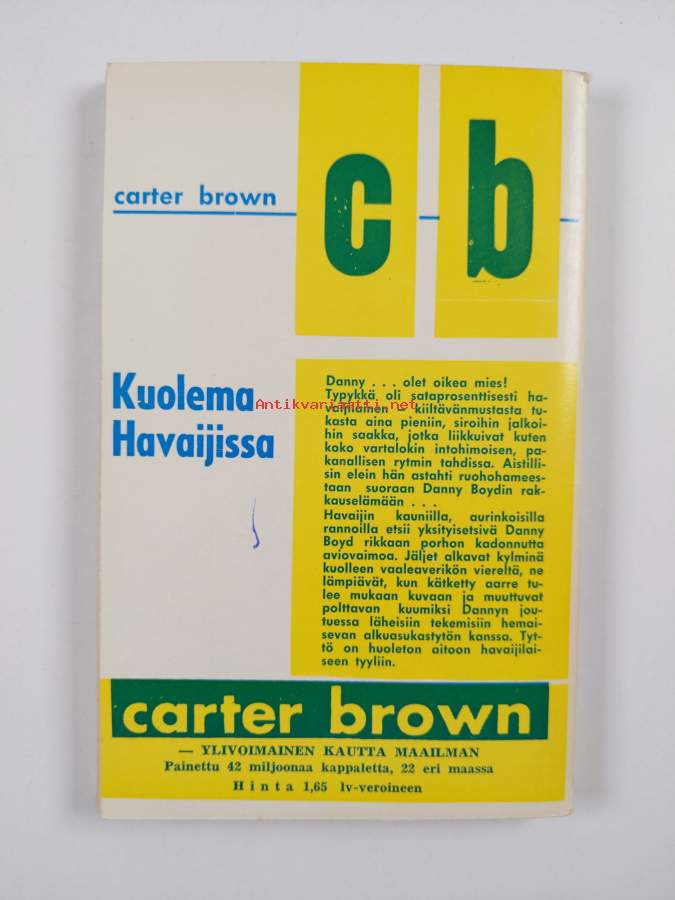 c b
carter brown
Kuolema
Havaijissa
Danny . . . olet oikea mies!
Typykkä oli sataprosenttisesti ha-
vaijilainen kiiltävänmustasta tu-
kasta aina pieniin, siroihin jalkoi-
hin saakka, jotka liikkuivat kuten
koko vartalokin intohimoisen, pa-
kanallisen rytmin tahdissa. Aistilli-
sin elein hän astahti ruohohamees-
taan suoraan Danny Boydin rak-
kauselämään . . .
Havaijin kauniilla, aurinkoisilla
rannoilla etsii yksityisetsivä Danny
Boyd rikkaan porhon kadonnutta
aviovaimoa. Jäljet alkavat kylminä
kuolleen vaaleaverikön viereltä, ne
lämpiävät, kun kätketty aarre tu-
lee mukaan kuvaan ja muuttuvat
polttavan kuumiksi Dannyn jou-
tuessa läheisiin tekemisiin hemai-
sevan alkuasukastytön kanssa. Tyt-
tö on huoleton aitoon havaijilai-
seen tyyliin.
Antikvariaatti.net
carter brown
— YLIVOIMAINEN KAUTTA MAAILMAN
Painettu 42 miljoonaa kappaletta, 22 eri maassa
Hinta 1,65 lv-veroineen